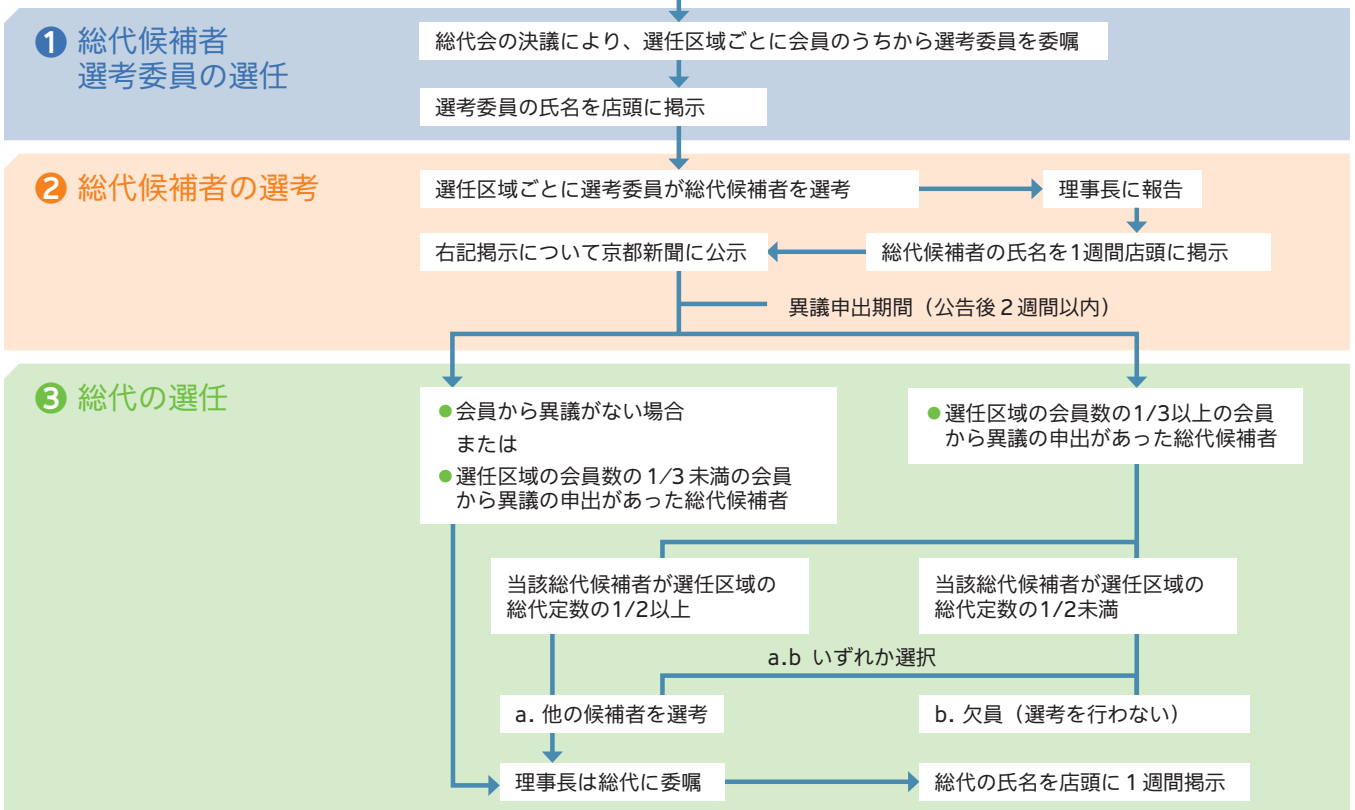 ❶ 総代候補者
選考委員の選任
総代会の決議により、選任区域ごとに会員のうちから選考委員を委嘱
選考委員の氏名を店頭に掲示
❷ 総代候補者の選考
選任区域ごとに選考委員が総代候補者を選考
理事長に報告
右記掲示について京都新聞に公示
総代候補者の氏名を1週間店頭に掲示
異議申出期間（公告後２週間以内）
❸ 総代の選任
●会員から異議がない場合
または
●選任区域の会員数の1/3未満の会員
から異議の申出があった総代候補者
●選任区域の会員数の1/3以上の会員
から異議の申出があった総代候補者
当該総代候補者が選任区域の
総代定数の1/2以上
当該総代候補者が選任区域の
総代定数の1/2未満
a.b いずれか選択
a. 他の候補者を選考
b. 欠員（選考を行わない）
理事長は総代に委嘱
総代の氏名を店頭に１週間掲示